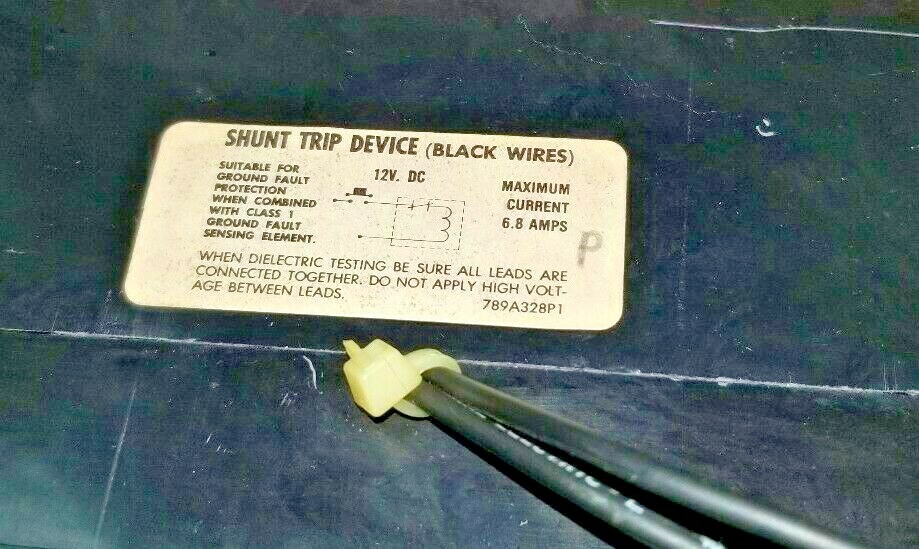 SHUNT TRIP DEVICE (BLACK WIRES)
SUITABLE FOR
GROUND FAULT
PROTECTION
WHEN COMBINED
WITH CLASS 1
GROUND FAULT
SENSING ELEMENT.
12V. DC
MAXIMUM
CURRENT
6.8 AMPS
P
WHEN DIELECTRIC TESTING BE SURE ALL LEADS ARE
CONNECTED TOGETHER. DO NOT APPLY HIGH VOLT-
AGE BETWEEN LEADS.
789A328P1